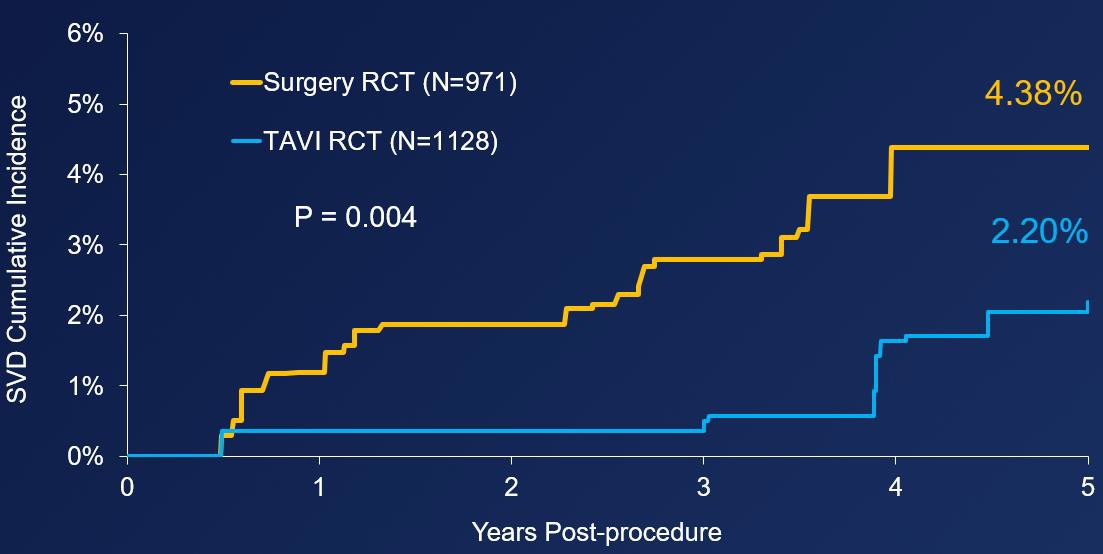 6%
5%
4%
3%
2%
1%
0%
SVD Cumulative Incidence
Surgery RCT (N=971)
TAVI RCT (N=1128)
P = 0.004
4.38%
2.20%
0 1 2 3 4 5
Years Post-procedure